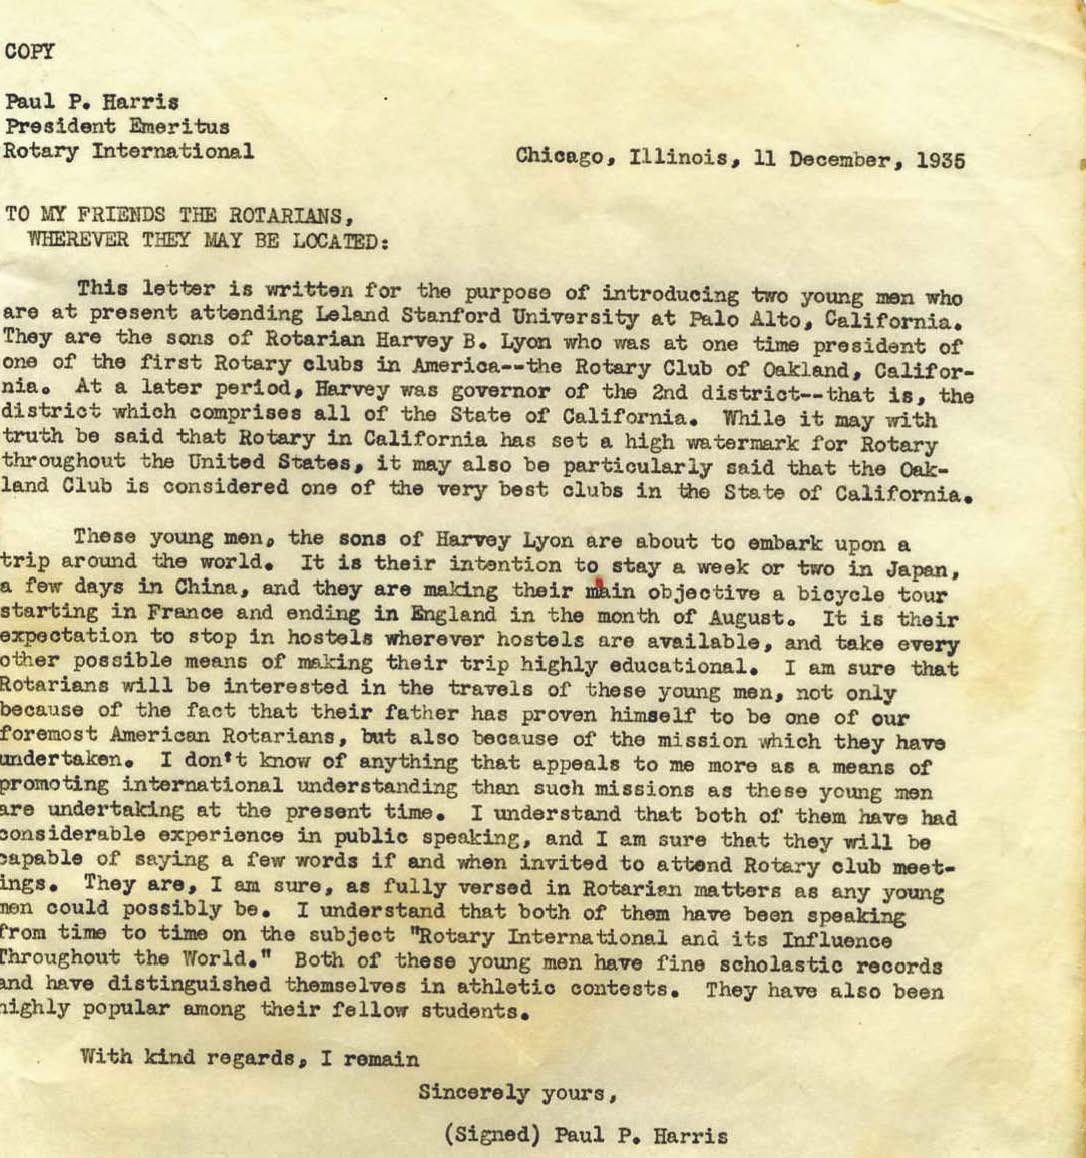 COPY
Paul P. Harris
President Emeritus
Rotary International
Chicago, Illinois, 11 December, 1935
TO MY FRIENDS THE ROTARIANS,
WHEREVER THEY MAY BE LOCATED:
This letter is written for the purpose of introducing two young men who
are at present attending Leland Stanford University at Palo Alto, California.
They are the sons of Rotarian Harvey B. Lyon who was at one time president of
one of the first Rotary clubs in America--the Rotary Club of Oakland, Califor-
nia. At a later period, Harvey was governor of the 2nd district--that is, the
district which comprises all of the State of California. While it may with
truth be said that Rotary in California has set a high watermark for Rotary
throughout the United States, it may also be particularly said that the Oak-
land Club is considered one of the very best clubs in the State of California.
These young men, the sons of Harvey Lyon are about to embark upon a
trip around the world. It is their intention to stay a week or two in Japan,
a few days in China, and they are making their main objective a bicycle tour
starting in France and ending in England in the month of August. It is their
expectation to stop in hostels wherever hostels are available, and take every
other possible means of making their trip highly educational. I am sure that
Rotarians will be interested in the travels of these young men, not only
because of the fact that their father has proven himself to be one of our
foremost American Rotarians, but also because of the mission which they have
undertaken. I don't know of anything that appeals to me more as a means of
promoting international understanding than such missions as these young men
are undertaking at the present time. I understand that both of them have had
considerable experience in public speaking, and I am sure that they will be
capable of saying a few words if and when invited to attend Rotary club meet-
ings. They are, I am sure, as fully versed in Rotarian matters as any young
men could possibly be. I understand that both of them have been speaking
from time to time on the subject "Rotary International and its Influence
Throughout the World." Both of these young men have fine scholastic records
and have distinguished themselves in athletic contests. They have also been
highly popular among their fellow students.
With kind regards, I remain
Sincerely yours,
(Signed) Paul P. Harris